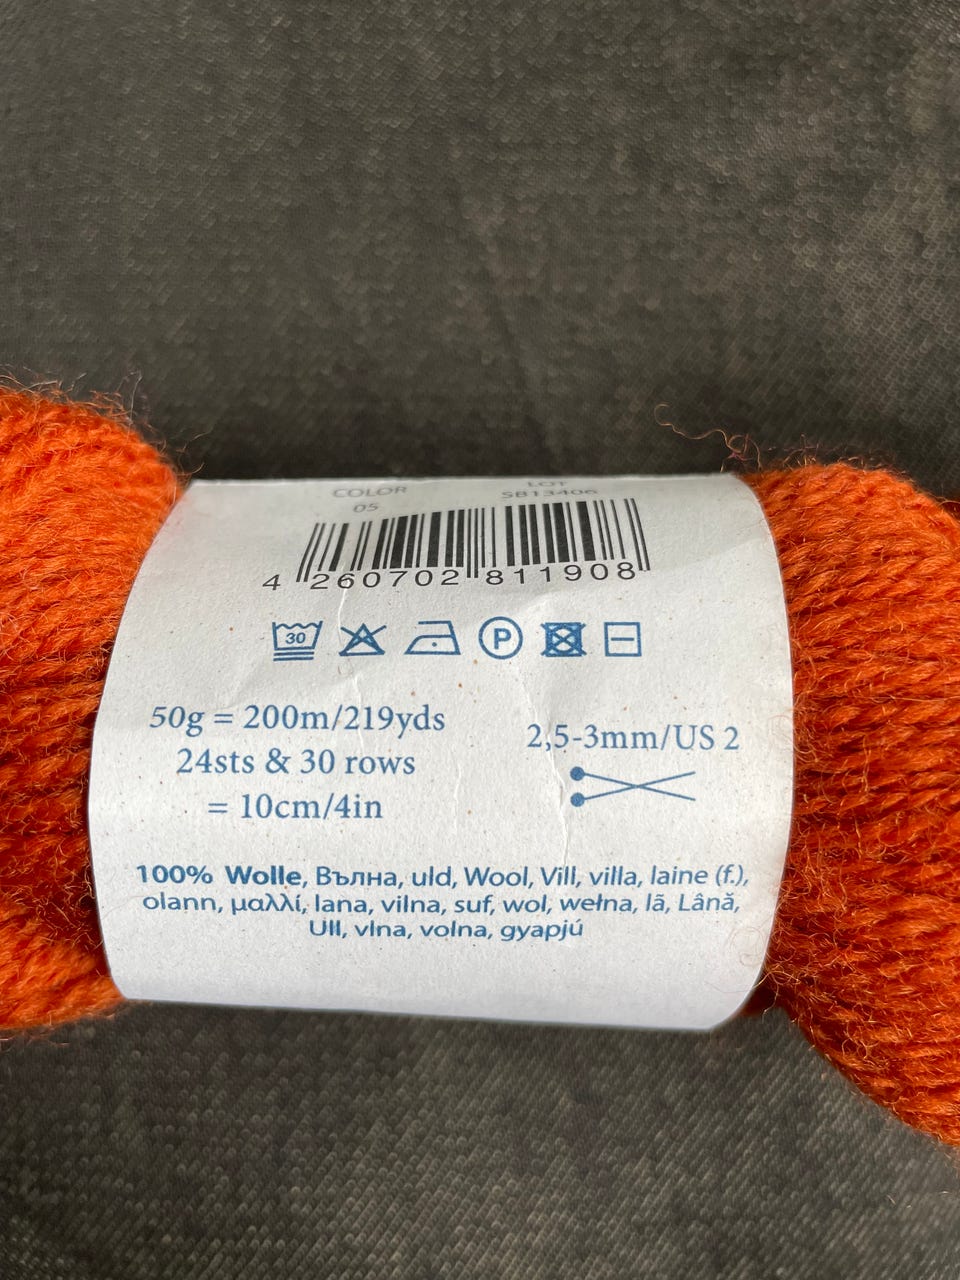 COLOR
05
LOT
SB13406
4 260702 811908
30
P
50g = 200m/219yds
24sts & 30 rows
= 10cm/4in
2,5-3mm/US 2
100% Wolle, Вълна, uld, Wool, Vill, villa, laine (f.),
olann, μαλλί, lana, vilna, suf, wol, wełna, lã, Lână,
Ull, vlna, volna, gyapjú